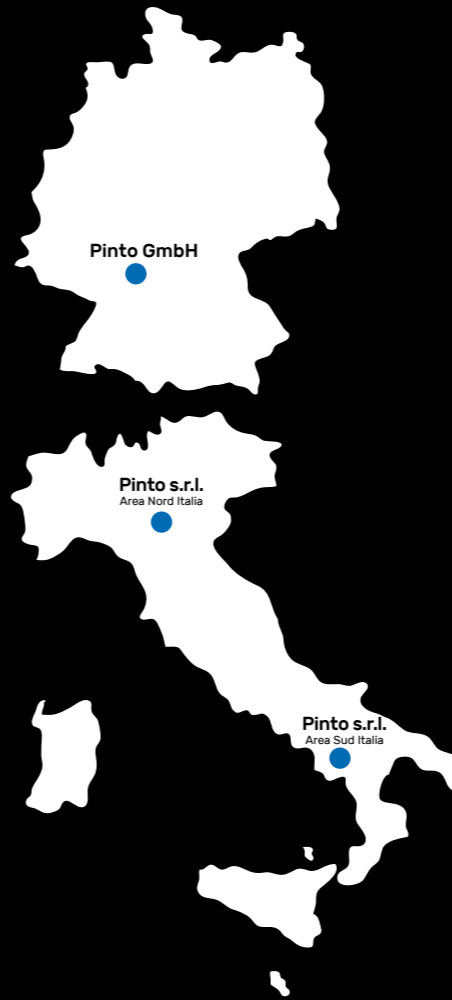 Pinto GmbH
Pinto s.r.l.
Area Nord Italia
Pinto s.r.l.
Area Sud Italia